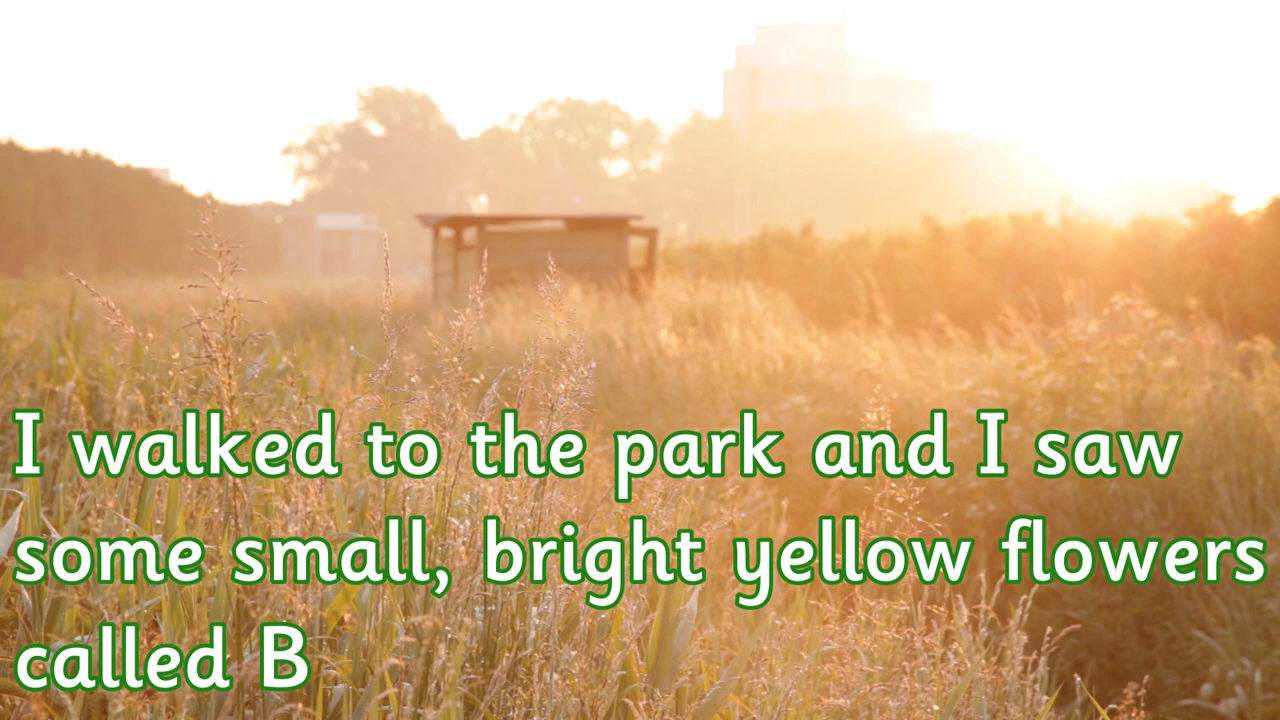 I walked to the park and I saw
some small, bright yellow flowers
called B